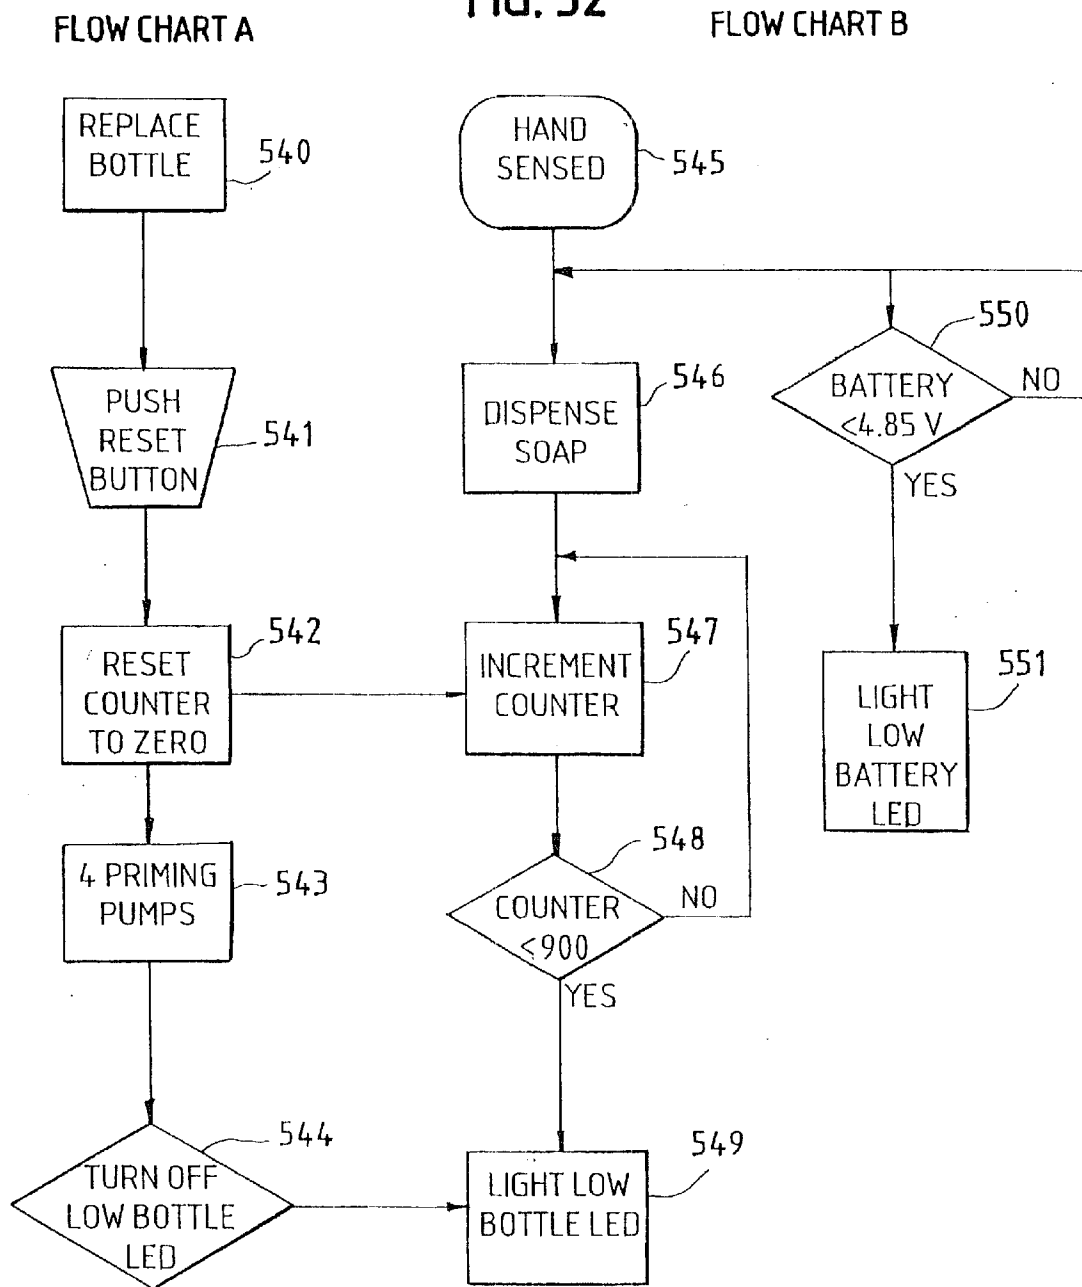 FIG. 32
FLOW CHART A
FLOW CHART B
REPLACE
BOTTLE
540
PUSH
RESET
BUTTON
541
RESET
COUNTER
TO ZERO
542
4 PRIMING
PUMPS
543
TURN OFF
LOW BOTTLE
LED
544
HAND
SENSED
545
DISPENSE
SOAP
546
INCREMENT
COUNTER
547
COUNTER
≤900
548
NO
YES
LIGHT LOW
BOTTLE LED
549
BATTERY
<4.85 V
550
NO
YES
LIGHT
LOW
BATTERY
LED
551